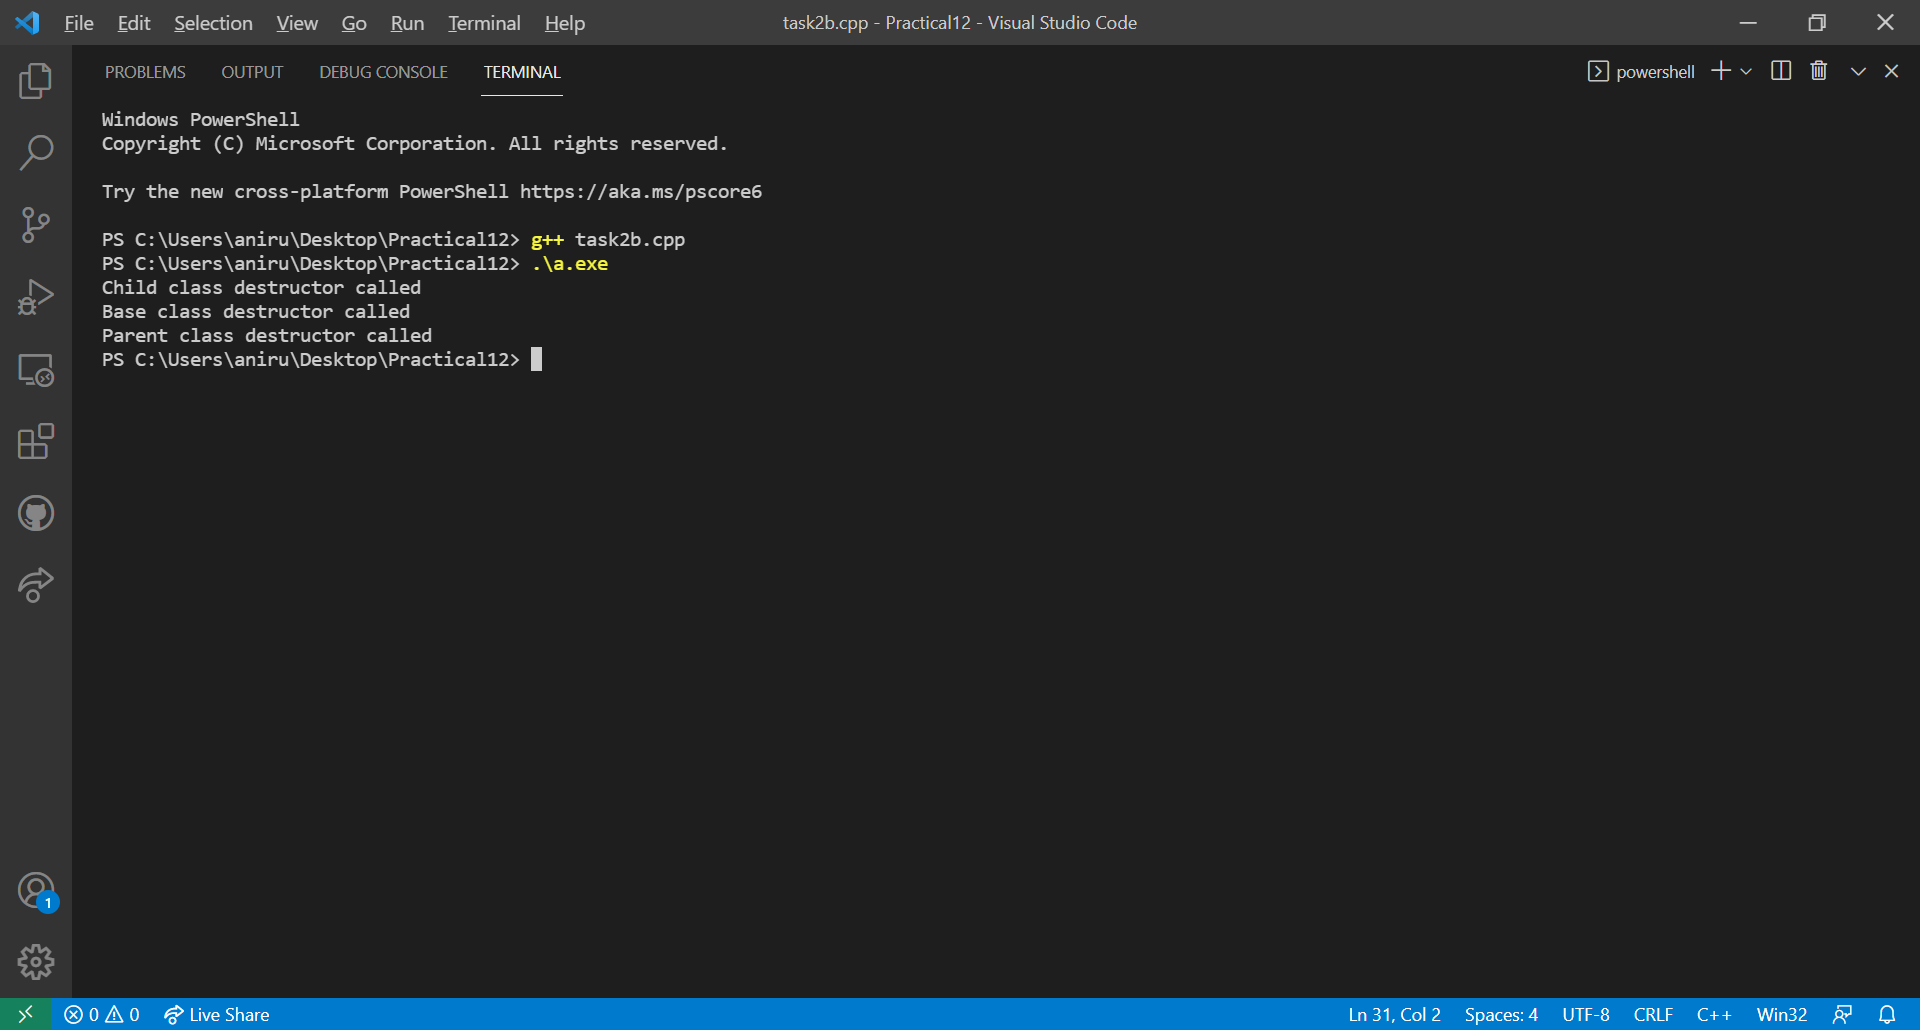 File Edit Selection View Go Run Terminal Help task2b.cpp - Practical12 - Visual Studio Code
PROBLEMS OUTPUT DEBUG CONSOLE TERMINAL powershell
Windows PowerShell
Copyright (C) Microsoft Corporation. All rights reserved.
Try the new cross-platform PowerShell https://aka.ms/pscore6
PS C:\Users\aniru\Desktop\Practical12> g++ task2b.cpp
PS C:\Users\aniru\Desktop\Practical12> .\a.exe
Child class destructor called
Base class destructor called
Parent class destructor called
PS C:\Users\aniru\Desktop\Practical12>
1
0 0 Live Share Ln 31, Col 2 Spaces: 4 UTF-8 CRLF C++ Win32